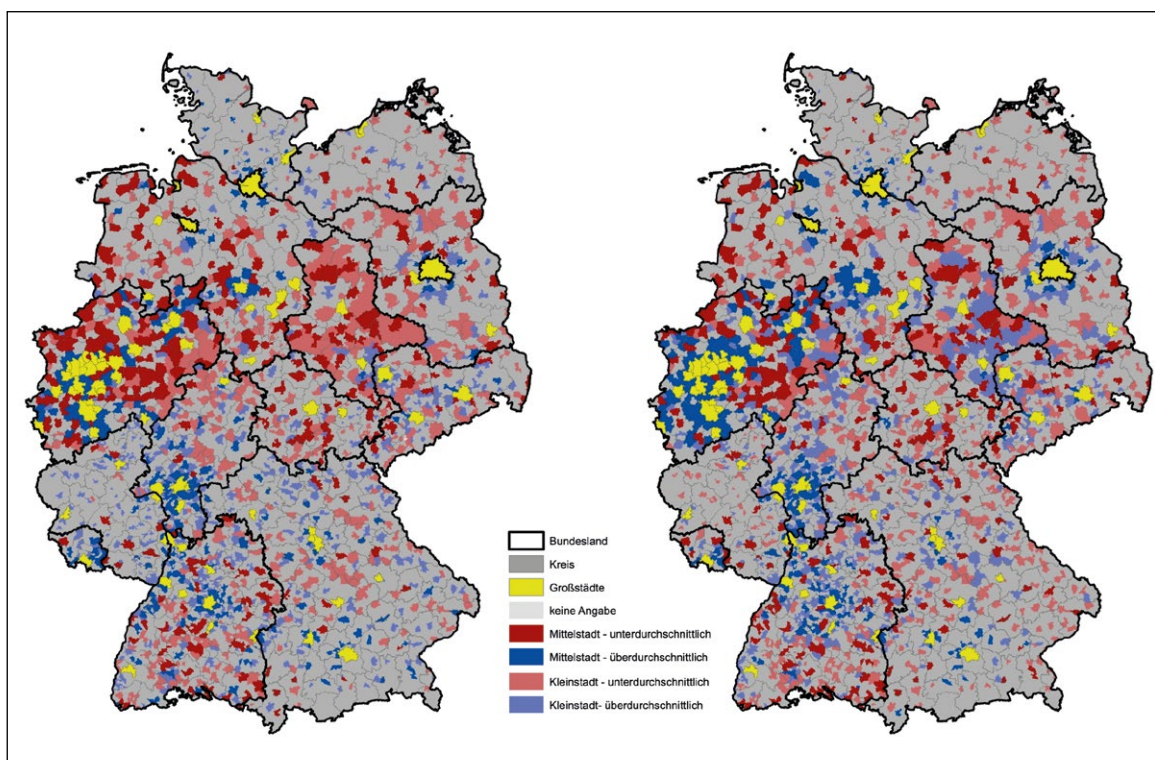 Bundesland
Kreis
Großstädte
keine Angabe
Mittelstadt - unterdurchschnittlich
Mittelstadt - überdurchschnittlich
Kleinstadt - unterdurchschnittlich
Kleinstadt- überdurchschnittlich